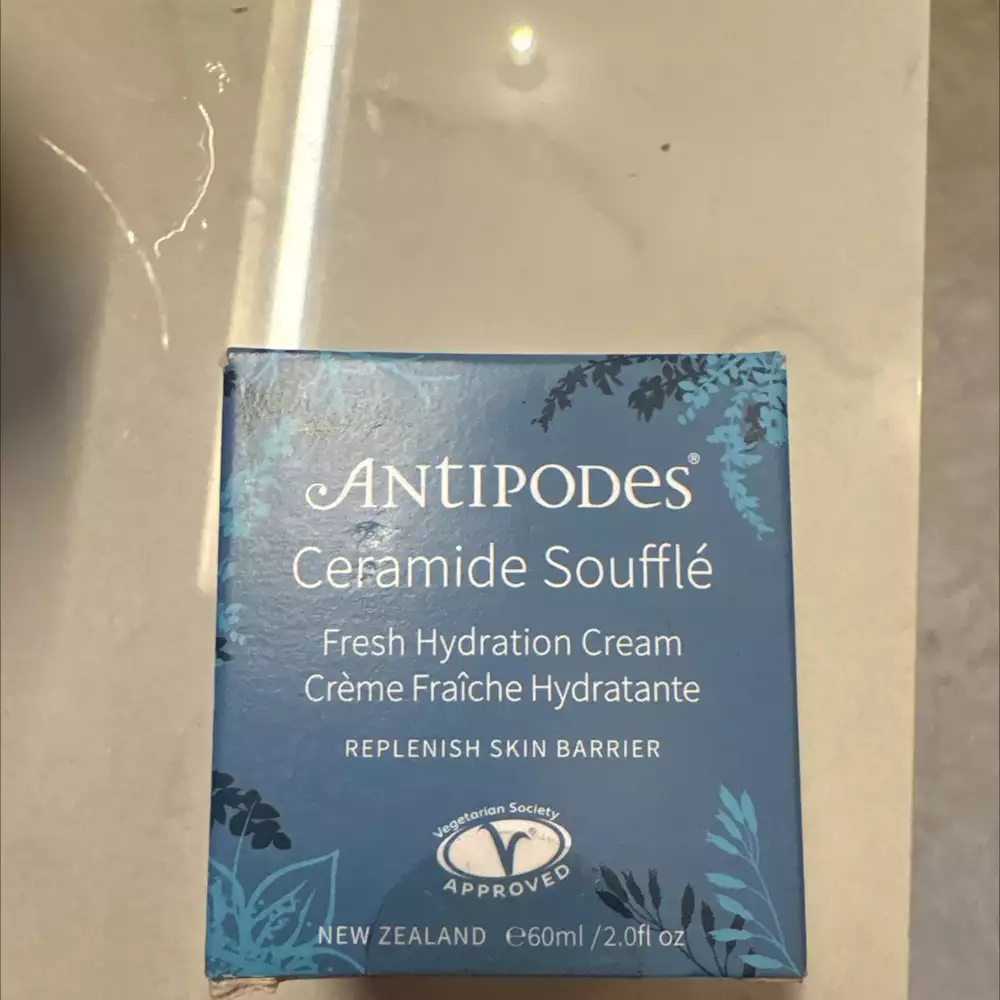 ANTIPODES®
Ceramide Soufflé
Fresh Hydration Cream
Crème Fraîche Hydratante
REPLENISH SKIN BARRIER
Vegetarian Society
APPROVED
NEW ZEALAND ℮60ml /2.0fl oz